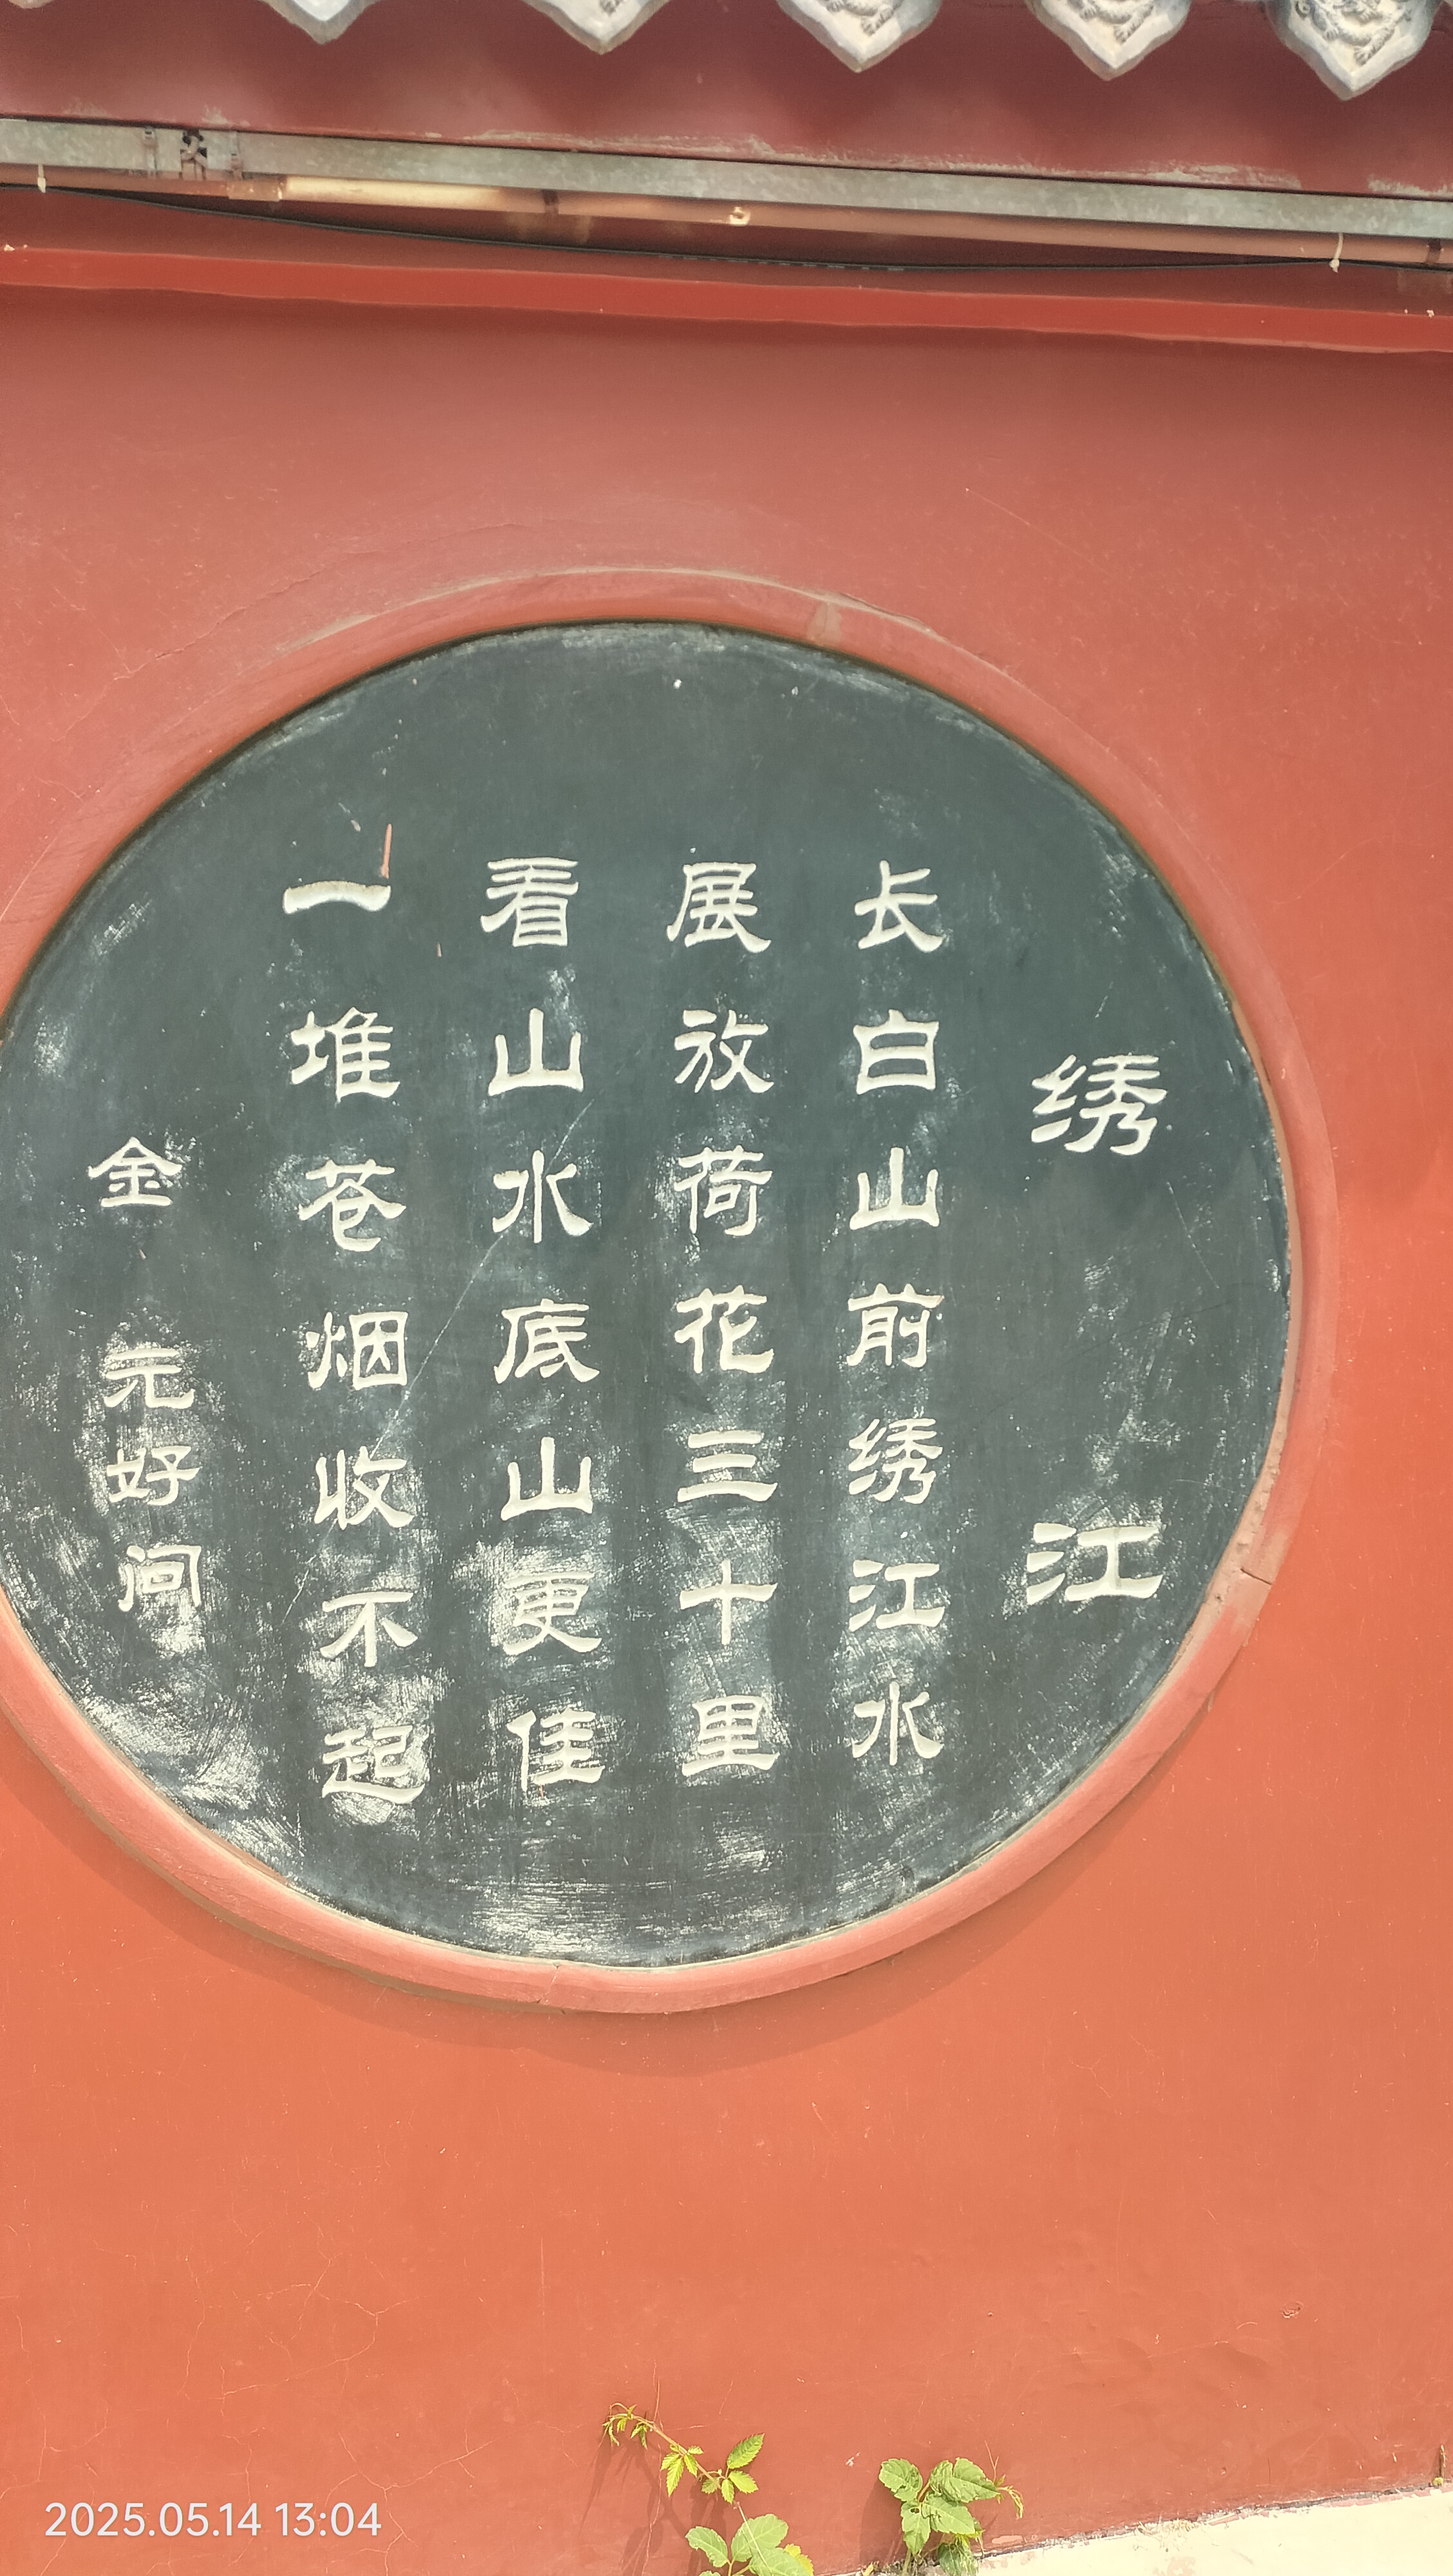 绣江
长白山前绣江水
展放荷花三十里
看山水底山更佳
一堆苍烟收不起
金 元好问
2025.05.14 13:04